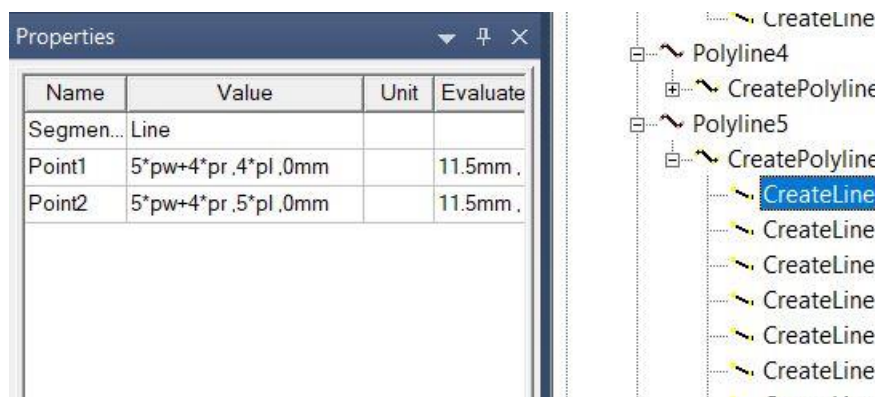 Properties
Name Value Unit Evaluate
Segmen... Line
Point1 5*pw+4*pr ,4*pl ,0mm 11.5mm ,
Point2 5*pw+4*pr ,5*pl ,0mm 11.5mm ,
CreateLine
Polyline4
CreatePolyline
Polyline5
CreatePolyline
CreateLine
CreateLine
CreateLine
CreateLine
CreateLine
CreateLine